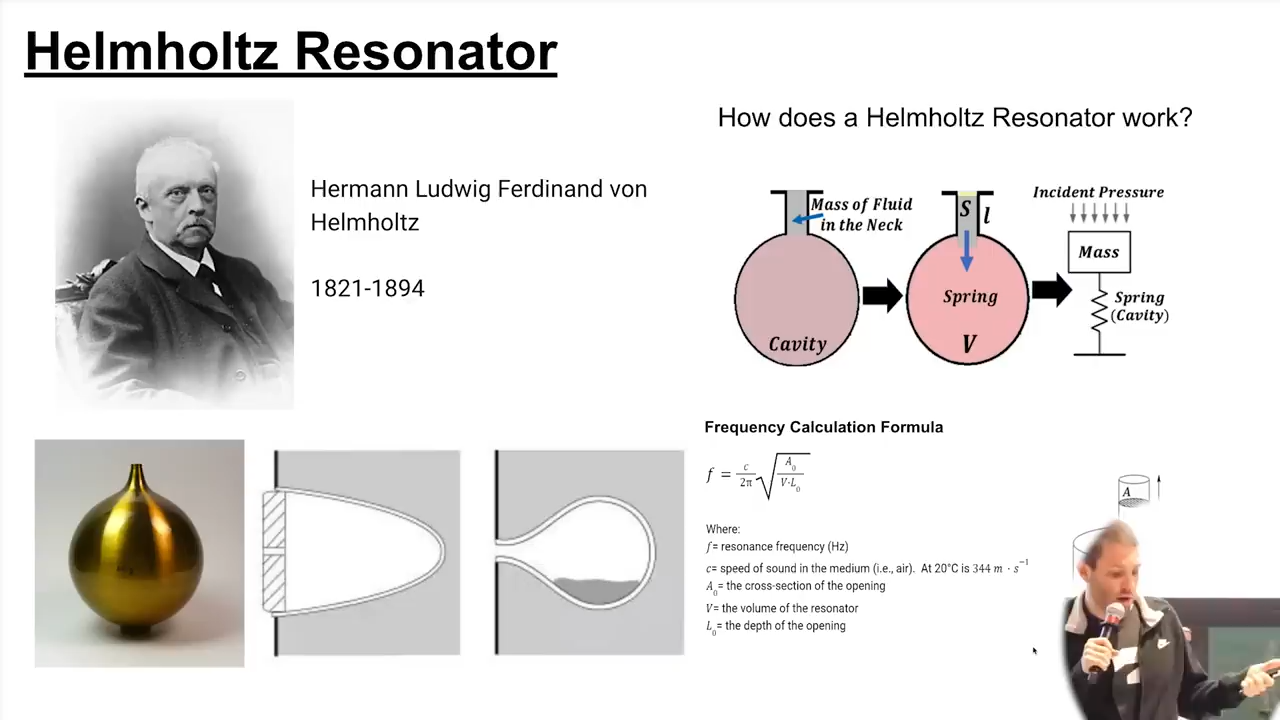 Helmholtz Resonator
Hermann Ludwig Ferdinand von
Helmholtz
1821-1894
How does a Helmholtz Resonator work?
Mass of Fluid
in the Neck
Cavity
S
l
Spring
V
Incident Pressure
Mass
Spring
(Cavity)
Frequency Calculation Formula
f = c/2π √(A₀/V·L₀)
A
Where:
f= resonance frequency (Hz)
c= speed of sound in the medium (i.e., air). At 20°C is 344 m · s⁻¹
A₀= the cross-section of the opening
V= the volume of the resonator
L₀= the depth of the opening